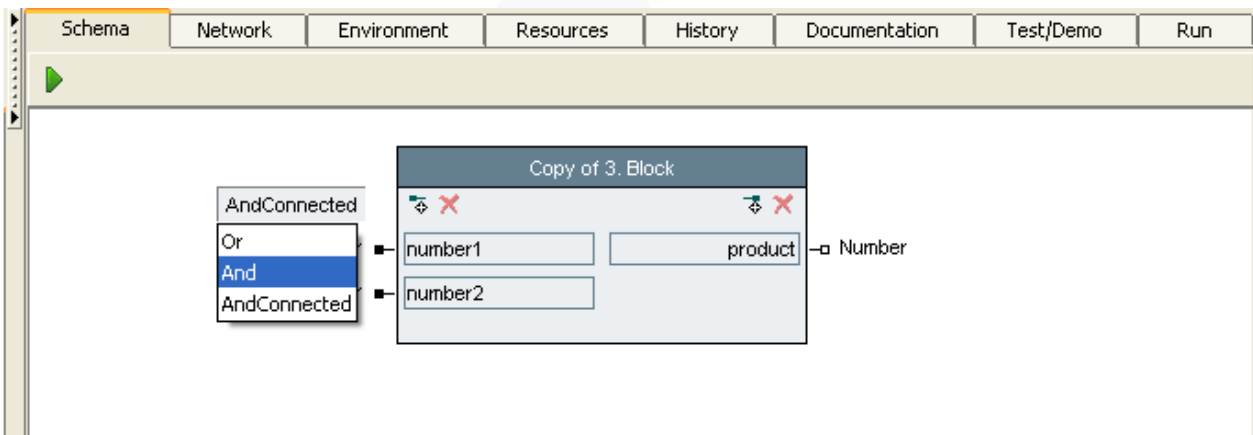 Schema Network Environment Resources History Documentation Test/Demo Run
Copy of 3. Block
AndConnected
Or
And
AndConnected
number1
number2
product
Number